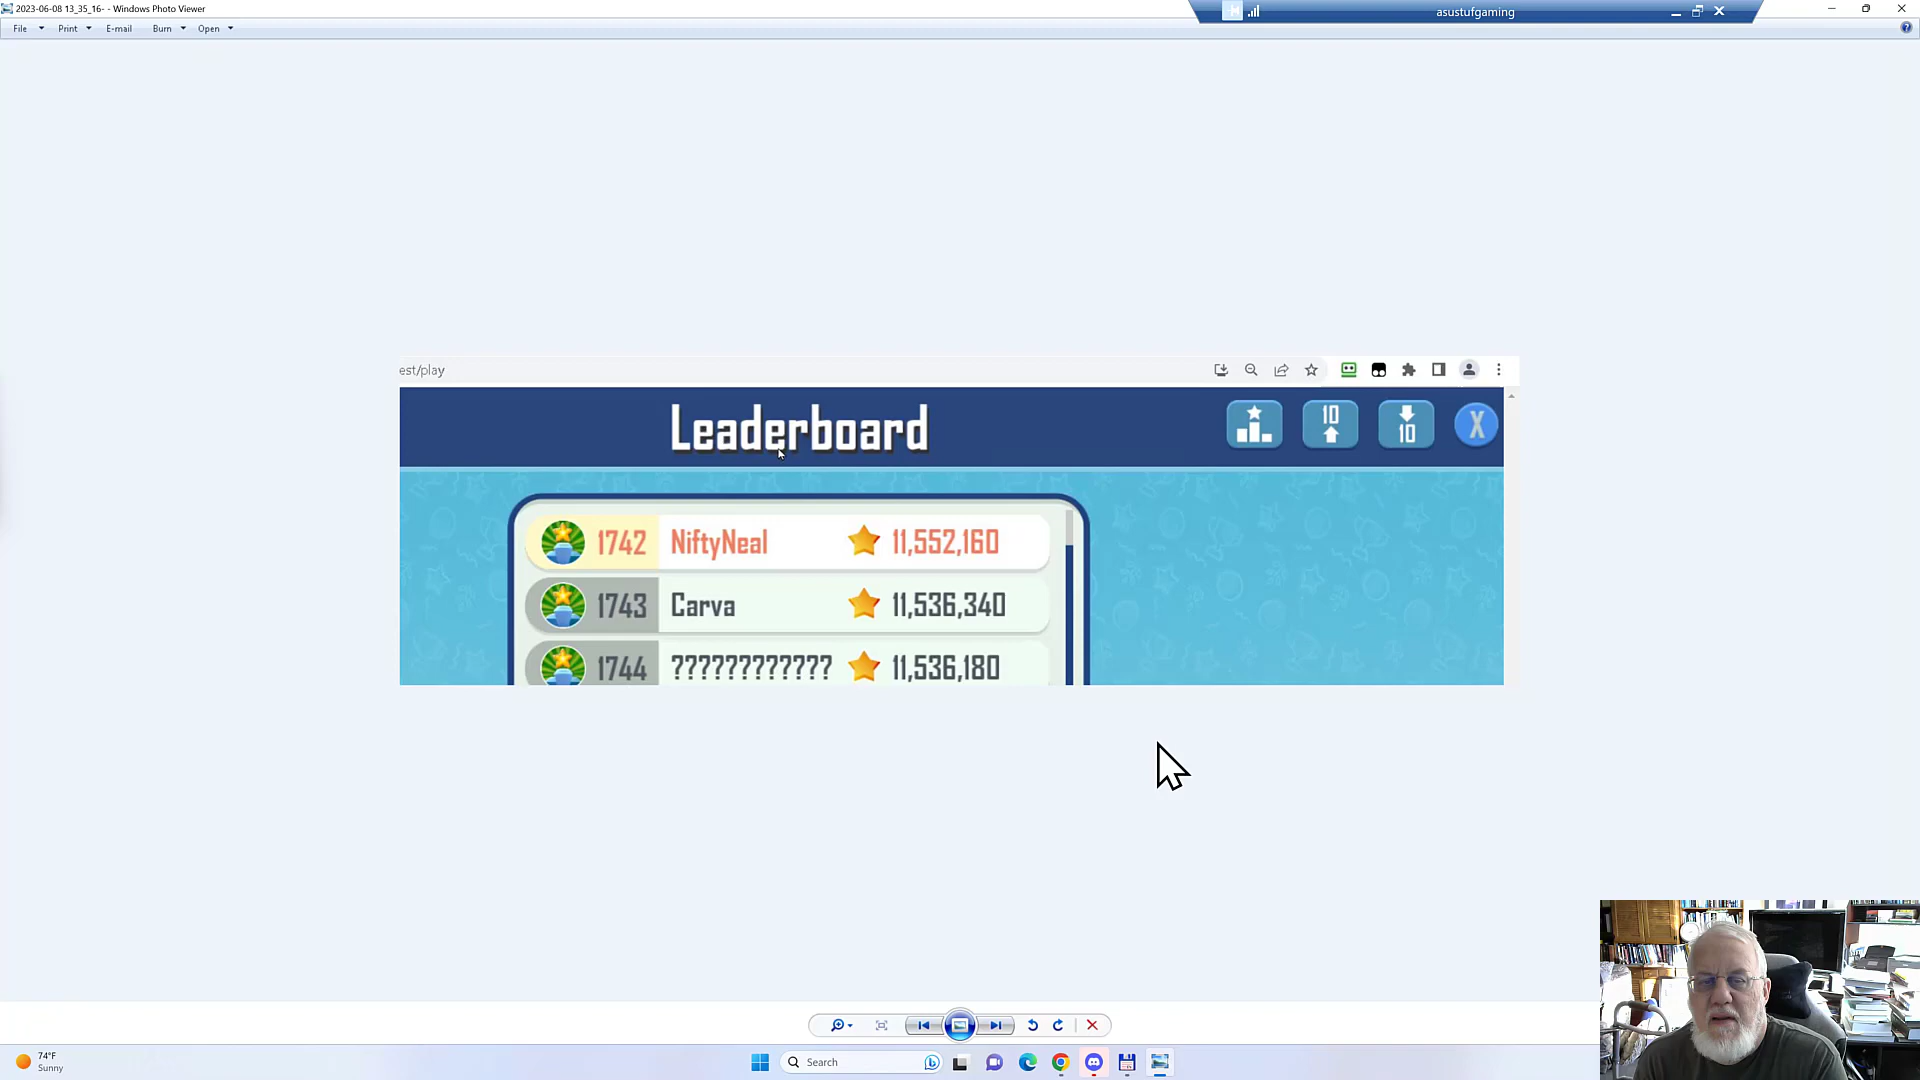 2023-06-08 13_35_16- - Windows Photo Viewer
asustufgaming
File Print E-mail Burn Open
est/play
Leaderboard
10
10
X
1742 NiftyNeal 11,552,160
1743 Carva 11,536,340
1744 ???????????? 11,536,180
74°F
Sunny
Search